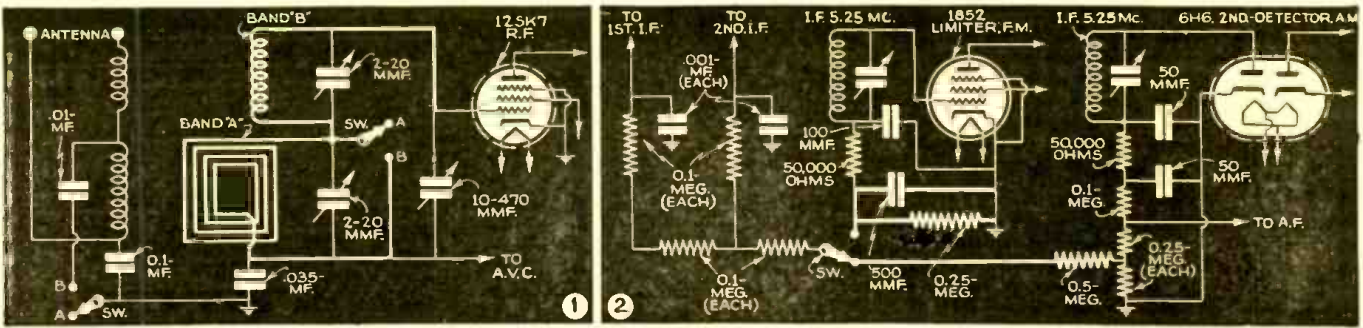 ANTENNA
BAND "B"
12SK7
R.F.
2-20
MMF.
.01-
MF.
BAND "A"
SW.
A
B
2-20
MMF.
10-470
MMF.
0.1-
MF.
.035-
MF.
TO
A.V.C.
B
A
SW.
1
2
TO
1ST. I.F.
TO
2ND. I.F.
I.F. 5.25 MC.
1852
LIMITER, F.M.
I.F. 5.25 MC.
6H6, 2ND-DETECTOR, A.M
.001-
MF.
(EACH)
100
MMF.
50,000
OHMS
0.1-
MEG.
(EACH)
50
MMF.
50,000
OHMS
50
MMF.
0.1-
MEG.
TO A.F.
0.1-
MEG.
(EACH)
SW.
500
MMF.
0.25-
MEG.
0.5-
MEG.
0.25-
MEG.
(EACH)